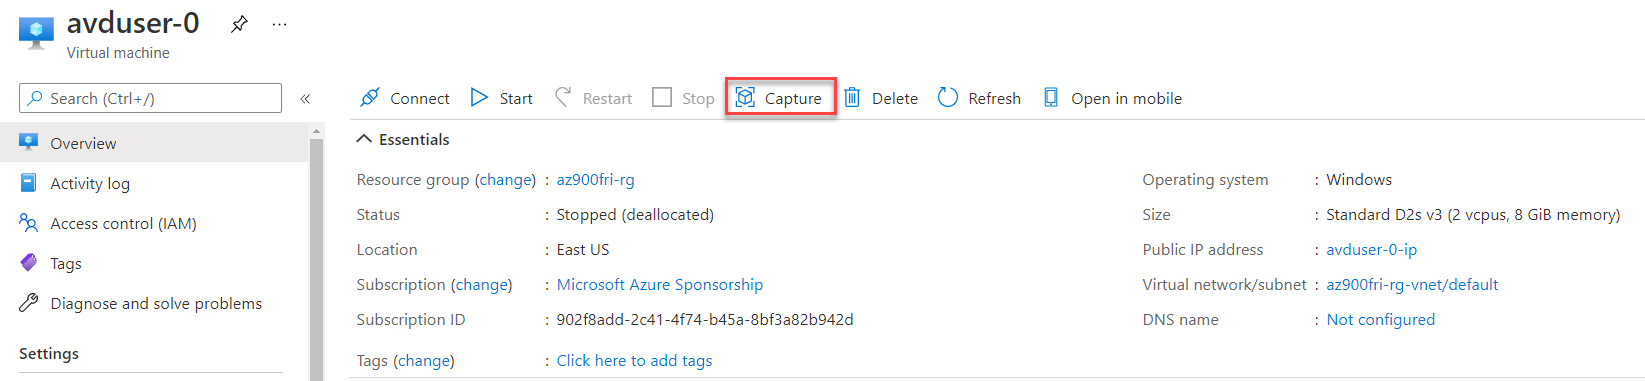 avduser-0
Virtual machine
Search (Ctrl+/)
Overview
Activity log
Access control (IAM)
Tags
Diagnose and solve problems
Settings
Connect Start Restart Stop Capture Delete Refresh Open in mobile
Essentials
Resource group (change) : az900fri-rg
Status : Stopped (deallocated)
Location : East US
Subscription (change) : Microsoft Azure Sponsorship
Subscription ID : 902f8add-2c41-4f74-b45a-8bf3a82b942d
Tags (change) : Click here to add tags
Operating system : Windows
Size : Standard D2s v3 (2 vcpus, 8 GiB memory)
Public IP address : avduser-0-ip
Virtual network/subnet : az900fri-rg-vnet/default
DNS name : Not configured